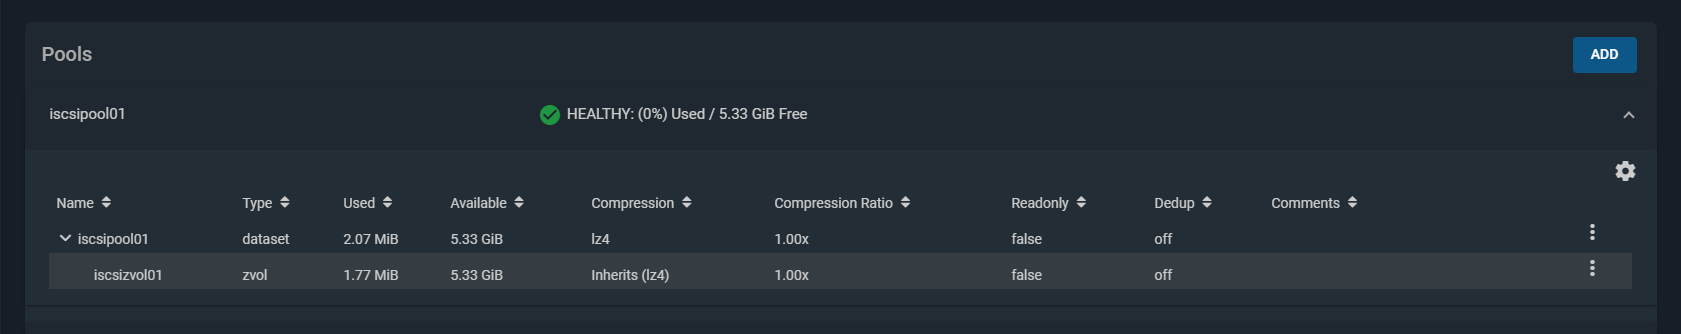 Pools
ADD
iscsipool01 HEALTHY: (0%) Used / 5.33 GiB Free
Name Type Used Available Compression Compression Ratio Readonly Dedup Comments
iscsipool01 dataset 2.07 MiB 5.33 GiB lz4 1.00x false off
iscsizvol01 zvol 1.77 MiB 5.33 GiB Inherits (lz4) 1.00x false off